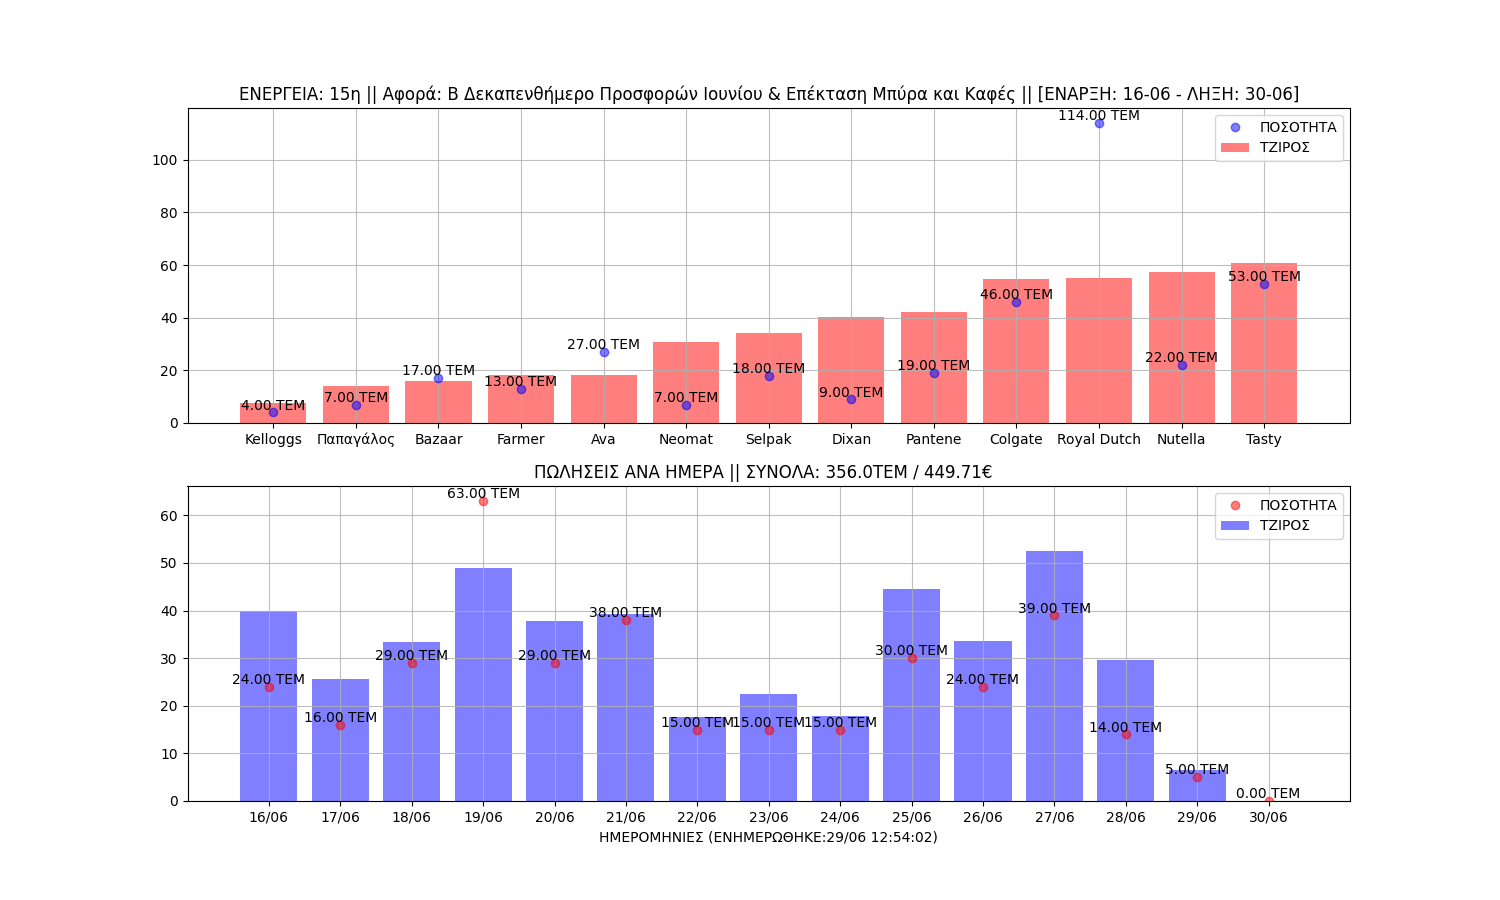 ΕΝΕΡΓΕΙΑ: 15η || Αφορά: Β Δεκαπενθήμερο Προσφορών Ιουνίου & Επέκταση Μπύρα και Καφές || [ΕΝΑΡΞΗ: 16-06 - ΛΗΞΗ: 30-06]
ΠΟΣΟΤΗΤΑ
ΤΖΙΡΟΣ
100
80
60
40
20
0
4.00 TEM
7.00 TEM
17.00 TEM
13.00 TEM
27.00 TEM
7.00 TEM
18.00 TEM
9.00 TEM
19.00 TEM
46.00 TEM
114.00 TEM
22.00 TEM
53.00 TEM
Kelloggs Παπαγάλος Bazaar Farmer Ava Neomat Selpak Dixan Pantene Colgate Royal Dutch Nutella Tasty
ΠΩΛΗΣΕΙΣ ΑΝΑ ΗΜΕΡΑ || ΣΥΝΟΛΑ: 356.0ΤΕΜ / 449.71€
ΠΟΣΟΤΗΤΑ
ΤΖΙΡΟΣ
60
50
40
30
20
10
0
24.00 TEM
16.00 TEM
29.00 TEM
63.00 TEM
29.00 TEM
38.00 TEM
15.00 TEM
15.00 TEM
15.00 TEM
30.00 TEM
24.00 TEM
39.00 TEM
14.00 TEM
5.00 TEM
0.00 TEM
16/06 17/06 18/06 19/06 20/06 21/06 22/06 23/06 24/06 25/06 26/06 27/06 28/06 29/06 30/06
ΗΜΕΡΟΜΗΝΙΕΣ (ΕΝΗΜΕΡΩΘΗΚΕ:29/06 12:54:02)